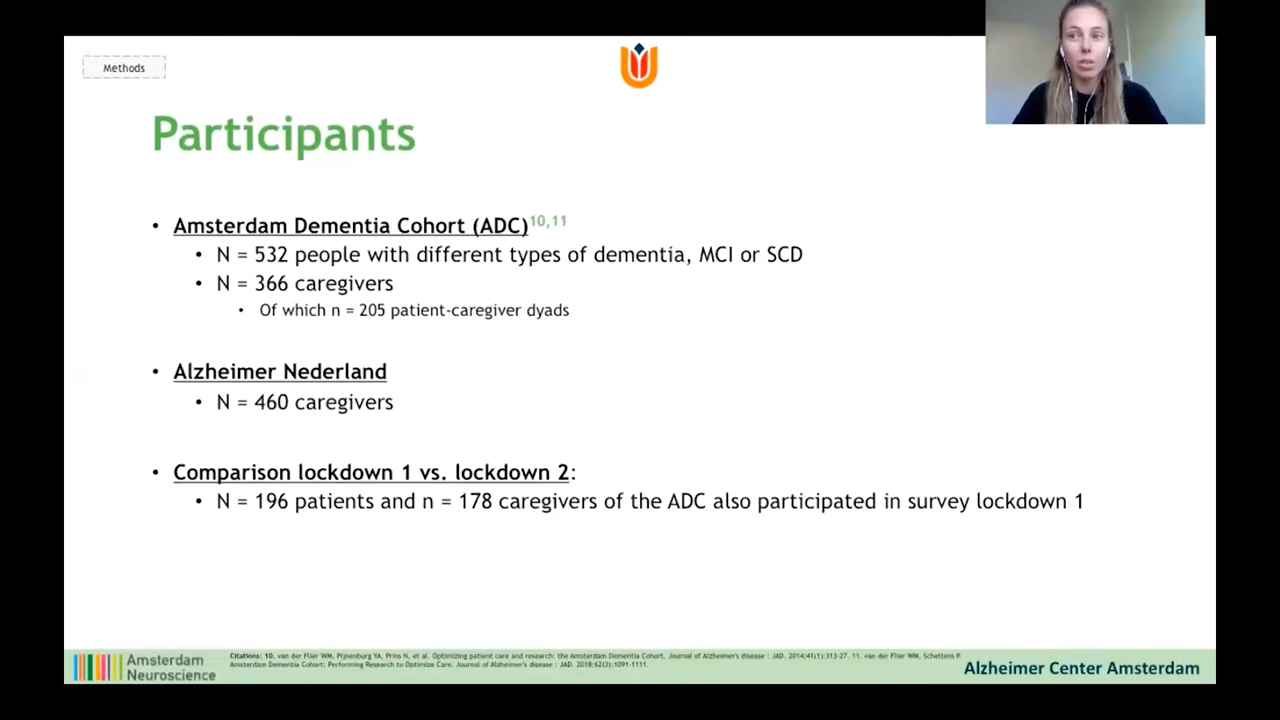 Methods
Participants
• Amsterdam Dementia Cohort (ADC)10,11
• N = 532 people with different types of dementia, MCI or SCD
• N = 366 caregivers
• Of which n = 205 patient-caregiver dyads
• Alzheimer Nederland
• N = 460 caregivers
• Comparison lockdown 1 vs. lockdown 2:
• N = 196 patients and n = 178 caregivers of the ADC also participated in survey lockdown 1
Amsterdam
Neuroscience
Citations: 10. van der Flier WM, Pijnenburg YA, Prins N, et al. Optimizing patient care and research: the Amsterdam Dementia Cohort. Journal of Alzheimer's disease : JAD. 2014;41(1):313-27. 11. van der Flier WM, Scheltens P.
Amsterdam Dementia Cohort: Performing Research to Optimize Care. Journal of Alzheimer's disease : JAD. 2018;62(3):1091-1111.
Alzheimer Center Amsterdam